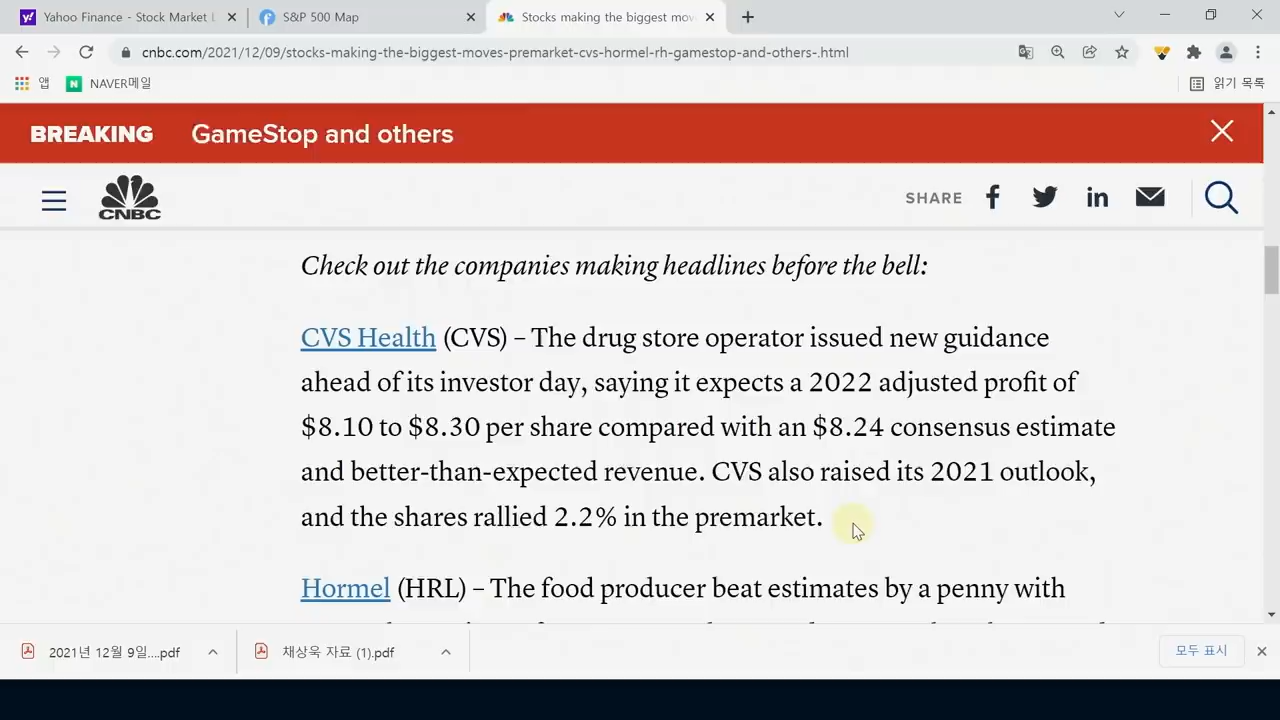 Yahoo Finance - Stock Market L
S&P 500 Map
Stocks making the biggest mov
cnbc.com/2021/12/09/stocks-making-the-biggest-moves-premarket-cvs-hormel-rh-gamestop-and-others-.html
앱
N
NAVER메일
읽기 목록
BREAKING
GameStop and others
CNBC
SHARE
Check out the companies making headlines before the bell:
CVS Health (CVS) – The drug store operator issued new guidance
ahead of its investor day, saying it expects a 2022 adjusted profit of
$8.10 to $8.30 per share compared with an $8.24 consensus estimate
and better-than-expected revenue. CVS also raised its 2021 outlook,
and the shares rallied 2.2% in the premarket.
Hormel (HRL) – The food producer beat estimates by a penny with
2021년 12월 9일....pdf
채상욱 자료 (1).pdf
모두 표시